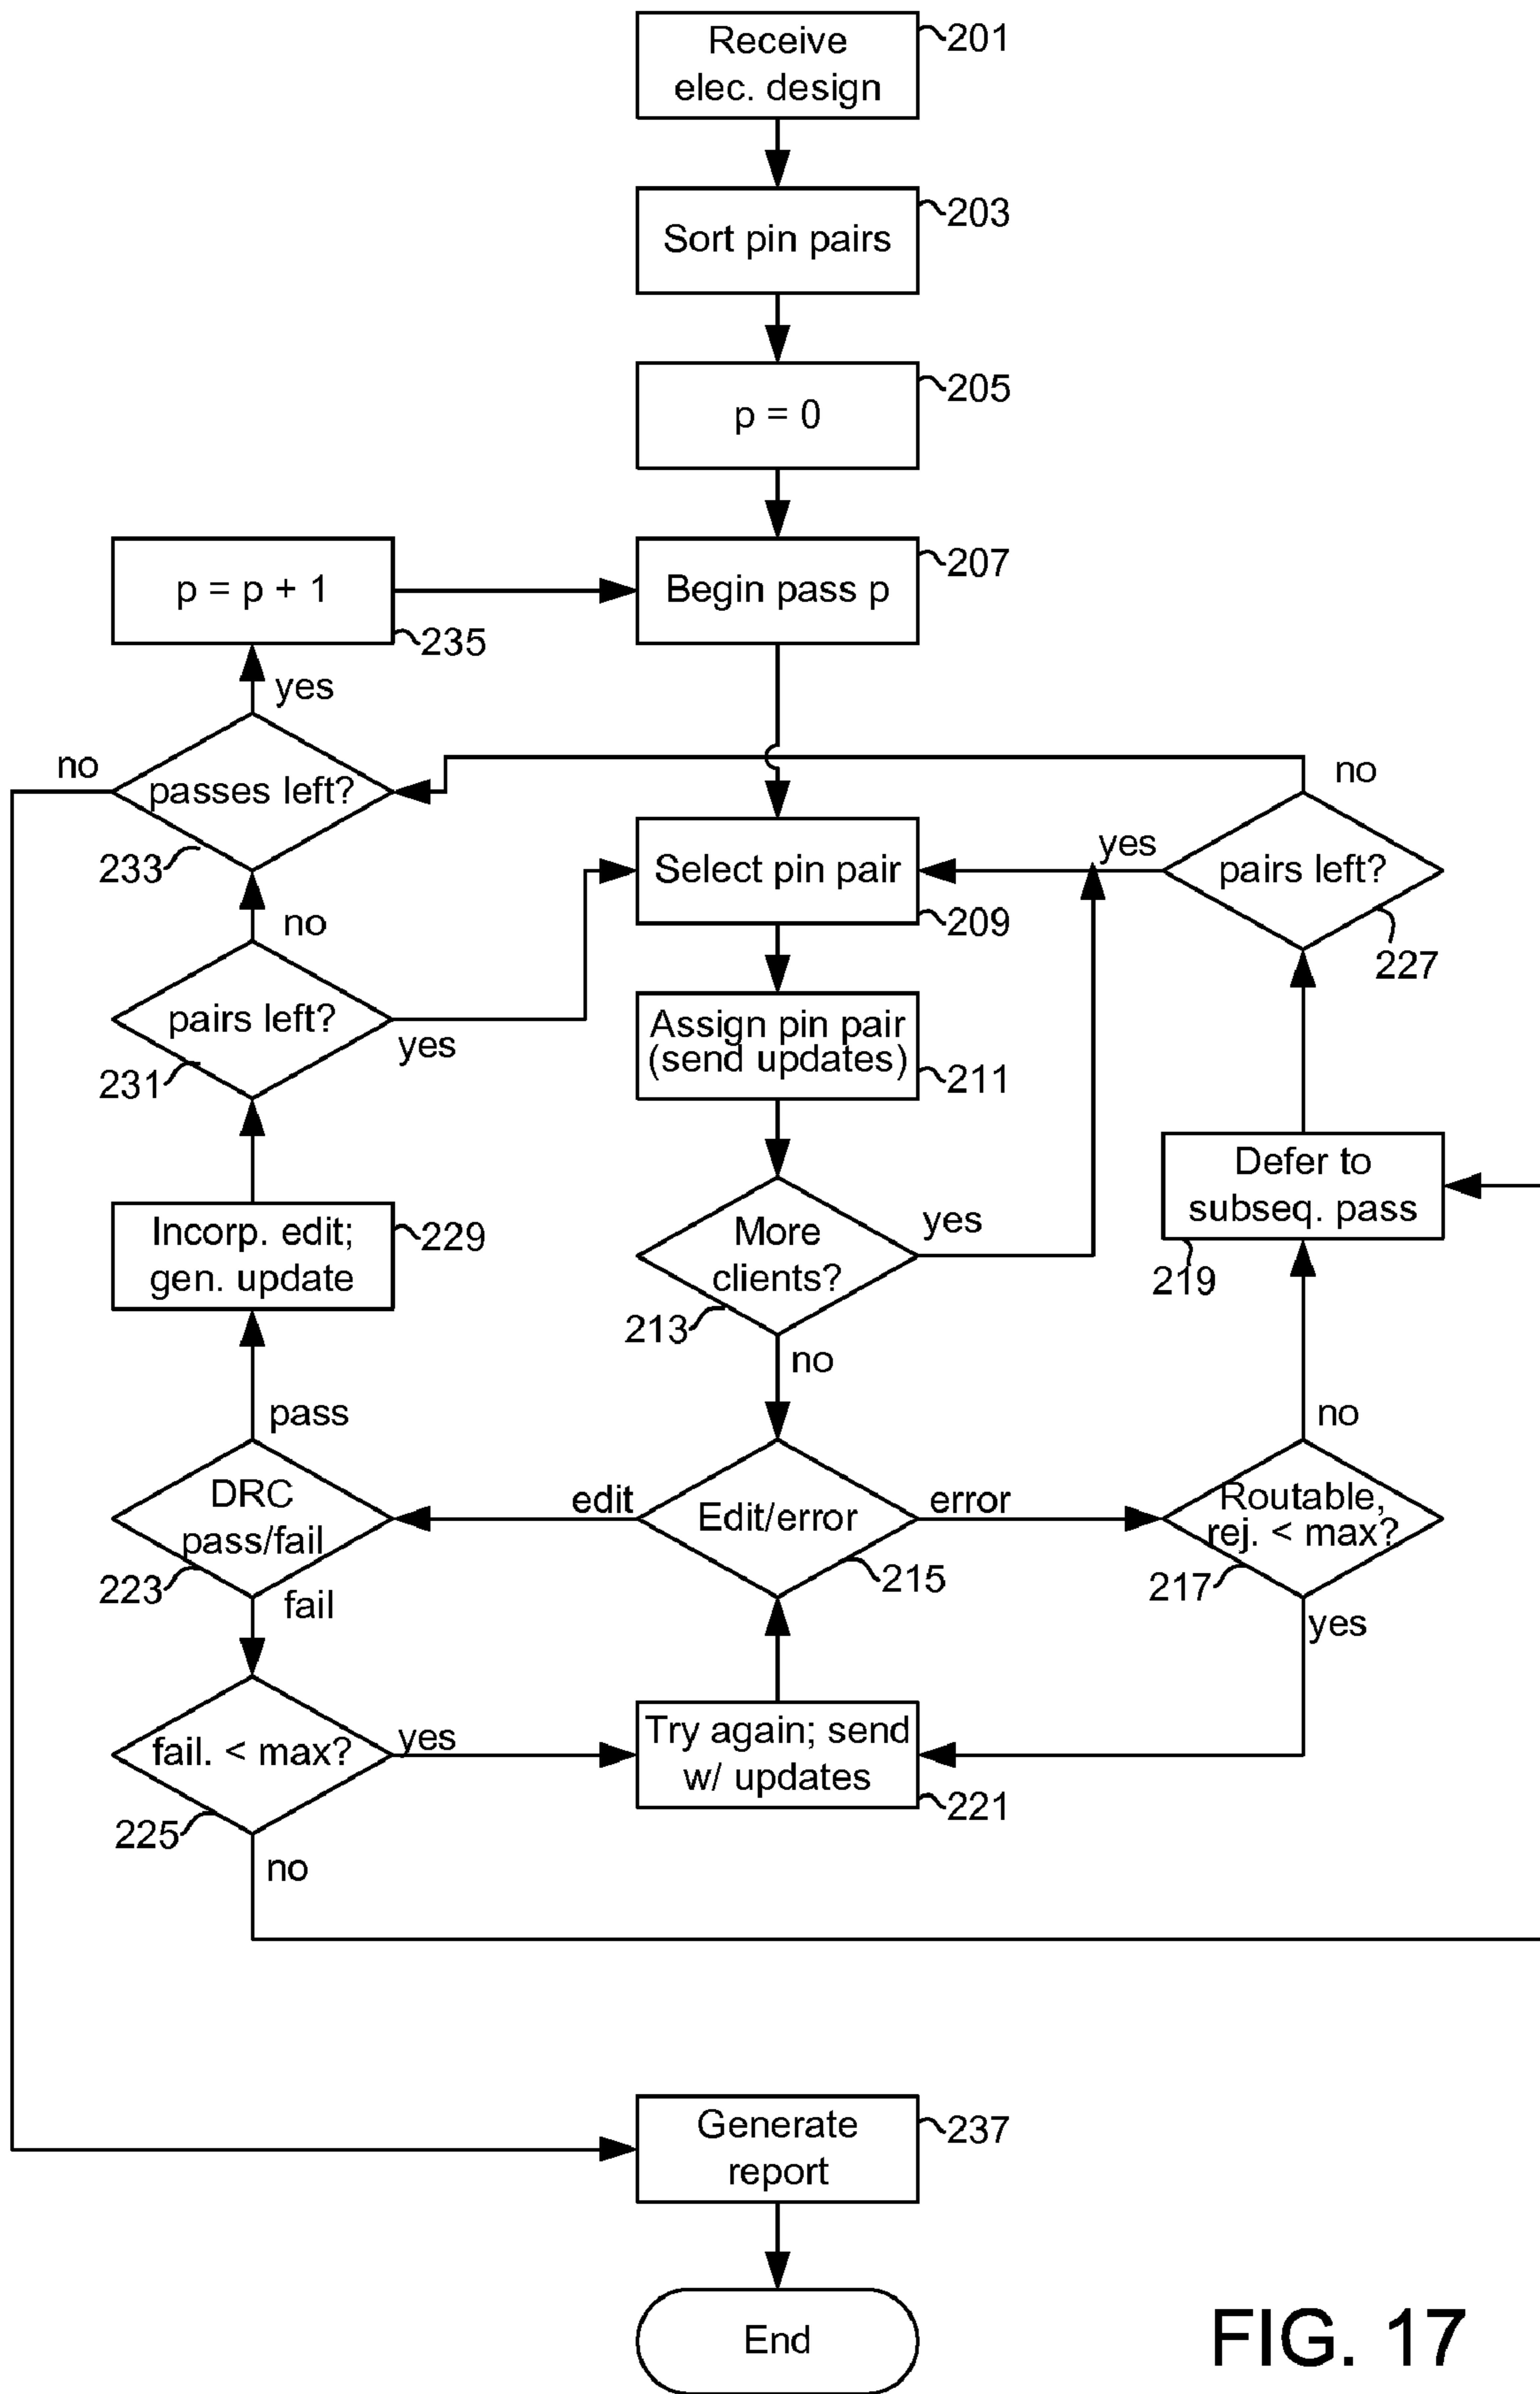 Receive
elec. design
201
Sort pin pairs
203
p = 0
205
p = p + 1
235
Begin pass p
207
yes
no
passes left?
233
no
yes
pairs left?
227
Select pin pair
209
no
pairs left?
yes
231
Assign pin pair
(send updates)
211
Defer to
subseq. pass
219
Incorp. edit;
gen. update
229
More
clients?
yes
213
no
pass
no
DRC
pass/fail
223
fail
edit
Edit/error
error
215
Routable,
rej. < max?
217
yes
fail. < max?
yes
225
no
Try again; send
w/ updates
221
Generate
report
237
End
FIG. 17